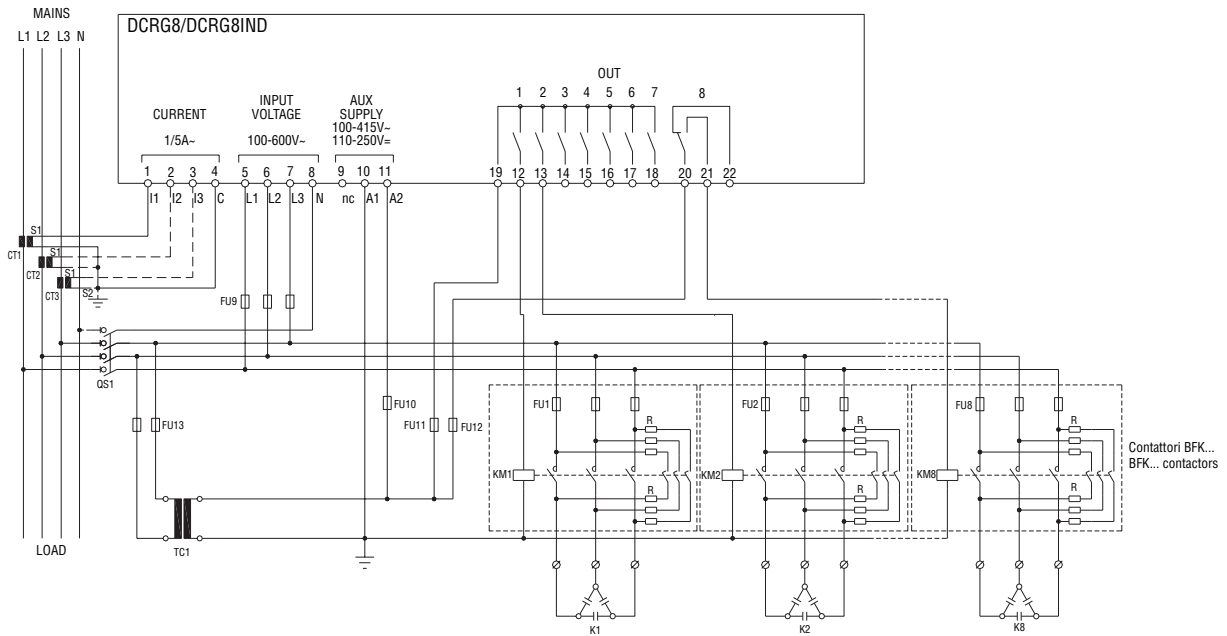 MAINS
L1 L2 L3 N
DCRG8/DCRG8IND
OUT
1 2 3 4 5 6 7 8
CURRENT
1/5A~
INPUT
VOLTAGE
100-600V~
AUX
SUPPLY
100-415V~
110-250V=
1 2 3 4 5 6 7 8 9 10 11 19 12 13 14 15 16 17 18 20 21 22
I1 I2 I3 C L1 L2 L3 N nc A1 A2
S1
CT1
S1
CT2
S1
CT3
S2
FU9
QS1
FU13
FU10
FU11
FU12
FU1
FU2
FU8
R
R
R
KM1
KM2
KM8
R
R
R
Contattori BFK...
BFK... contactors
LOAD
TC1
K1
K2
K8